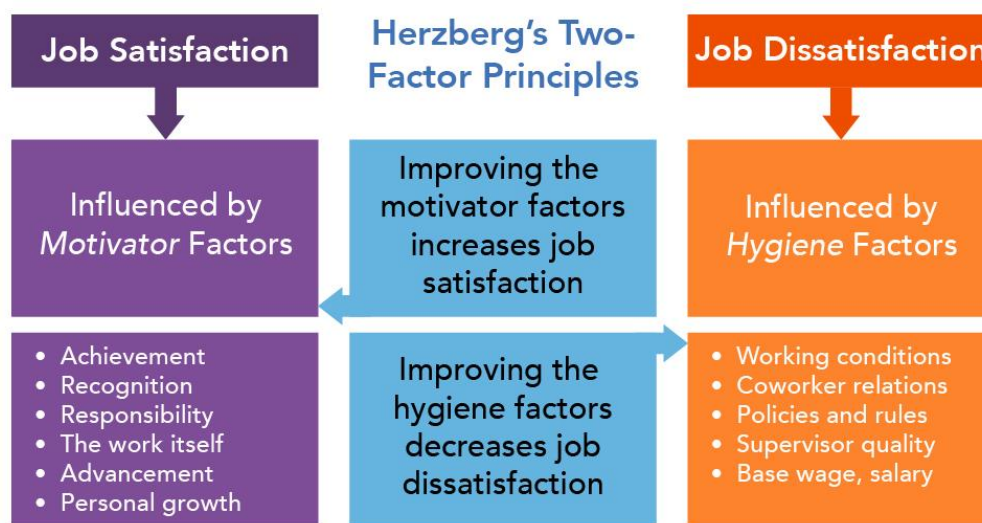 Job Satisfaction
Herzberg's Two-
Factor Principles
Job Dissatisfaction
Influenced by
Motivator Factors
Improving the
motivator factors
increases job
satisfaction
Influenced by
Hygiene Factors
• Achievement
• Recognition
• Responsibility
• The work itself
• Advancement
• Personal growth
Improving the
hygiene factors
decreases job
dissatisfaction
• Working conditions
• Coworker relations
• Policies and rules
• Supervisor quality
• Base wage, salary